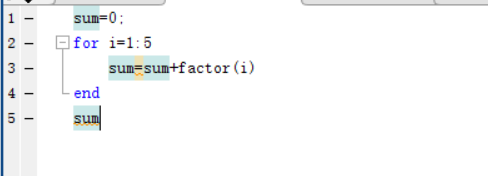 1 — sum=0;
2 — for i=1:5
3 — sum=sum+factor(i)
4 — end
5 — sum